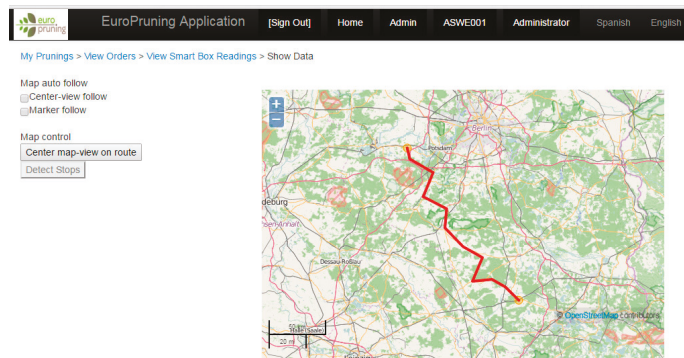 euro
pruning
EuroPruning Application [Sign Out] Home Admin ASWE001 Administrator Spanish English
My Prunings > View Orders > View Smart Box Readings > Show Data
Map auto follow
Center-view follow
Marker follow
Map control
Center map-view on route
Detect Stops
+
−
Berlin
Potsdam
deburg
Dessau-Roßlau
© OpenStreetMap contributors
Halle (Saale)
20 mi